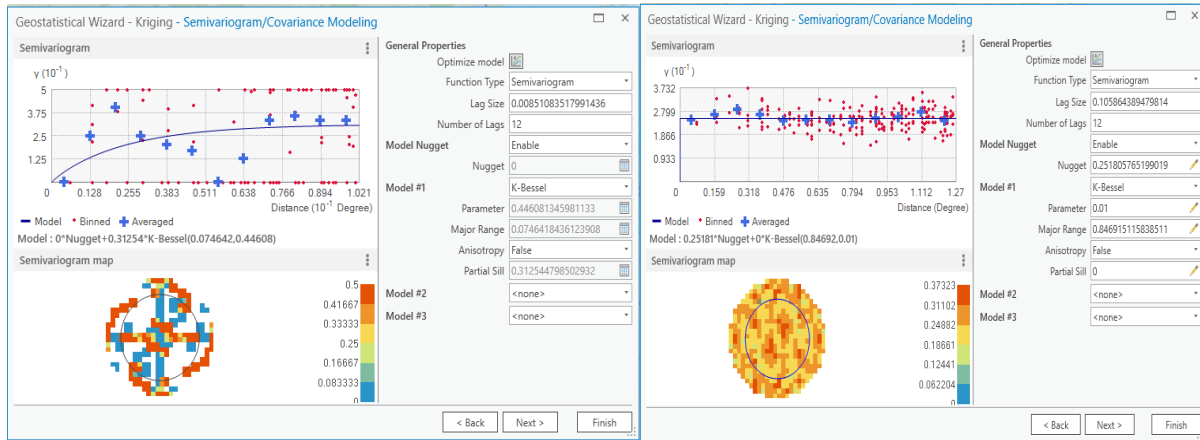 Geostatistical Wizard - Kriging - Semivariogram/Covariance Modeling
Semivariogram
γ (10⁻¹)
5
3.75
2.5
1.25
0 0.128 0.255 0.383 0.511 0.638 0.766 0.894 1.021
Distance (10⁻¹ Degree)
Model Binned Averaged
Model : 0*Nugget+0.31254*K-Bessel(0.074642,0.44608)
Semivariogram map
0.5
0.41667
0.33333
0.25
0.16667
0.083333
0
General Properties
Optimize model
Function Type Semivariogram
Lag Size 0.00851083517991436
Number of Lags 12
Model Nugget Enable
Nugget 0
Model #1 K-Bessel
Parameter 0.446081345981133
Major Range 0.0746418436123908
Anisotropy False
Partial Sill 0.312544798502932
Model #2 <none>
Model #3 <none>
< Back Next > Finish
Geostatistical Wizard - Kriging - Semivariogram/Covariance Modeling
Semivariogram
γ (10⁻¹)
3.732
2.799
1.866
0.933
0 0.159 0.318 0.476 0.635 0.794 0.953 1.112 1.27
Distance (Degree)
Model Binned Averaged
Model : 0.25181*Nugget+0*K-Bessel(0.84692,0.01)
Semivariogram map
0.37323
0.31102
0.24882
0.18661
0.12441
0.062204
0
General Properties
Optimize model
Function Type Semivariogram
Lag Size 0.105864389479814
Number of Lags 12
Model Nugget Enable
Nugget 0.251805765199019
Model #1 K-Bessel
Parameter 0.01
Major Range 0.846915115838511
Anisotropy False
Partial Sill 0
Model #2 <none>
Model #3 <none>
< Back Next > Finish